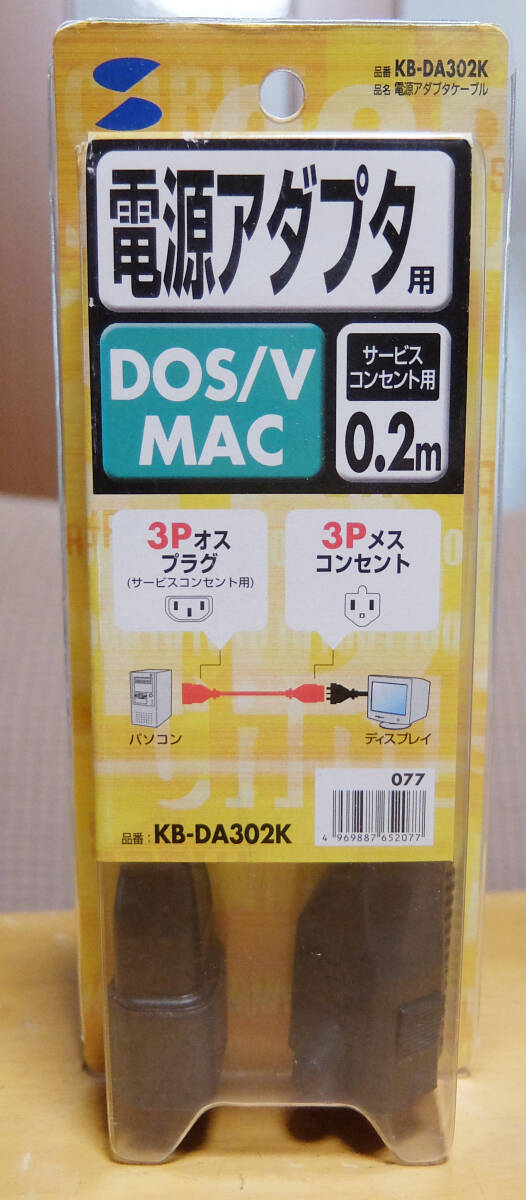 品番 KB-DA302K
品名 電源アダプタケーブル
電源アダプタ用
DOS/V
MAC
サービス
コンセント用
0.2m
3Pオス
プラグ
(サービスコンセント用)
3Pメス
コンセント
パソコン
ディスプレイ
077
4 969887 652077
品番：KB-DA302K